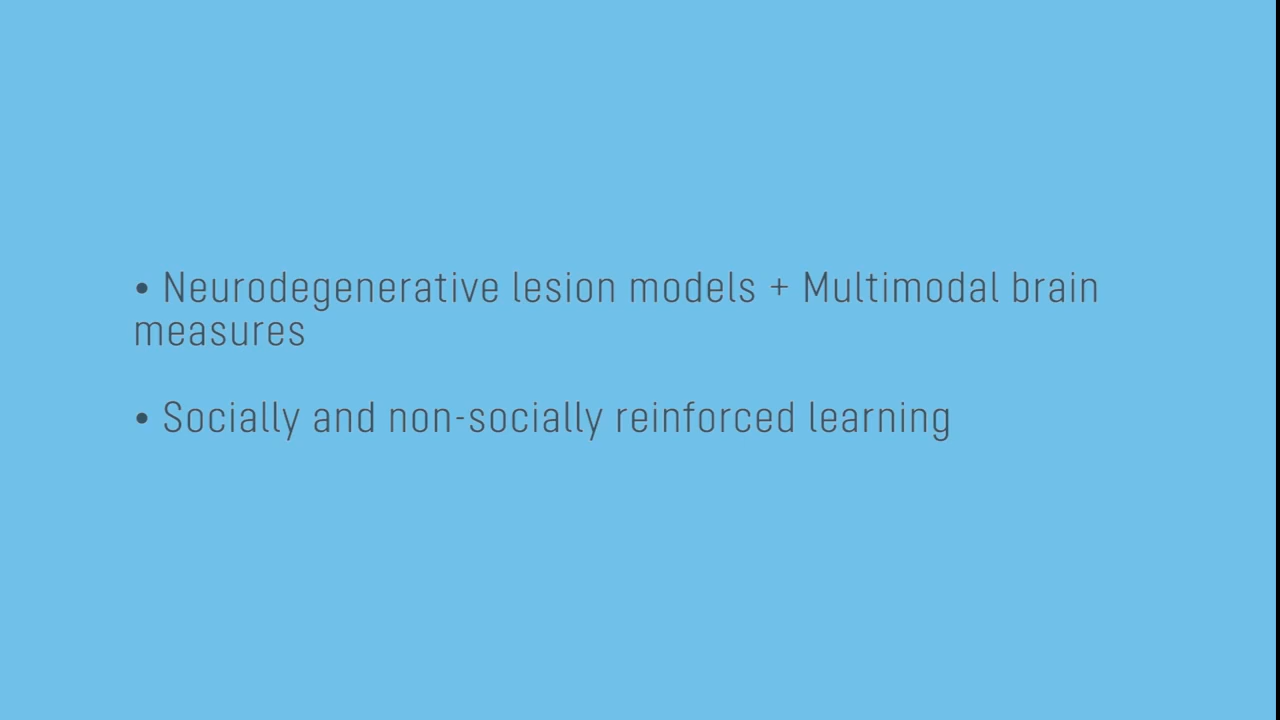 • Neurodegenerative lesion models + Multimodal brain
measures
• Socially and non-socially reinforced learning